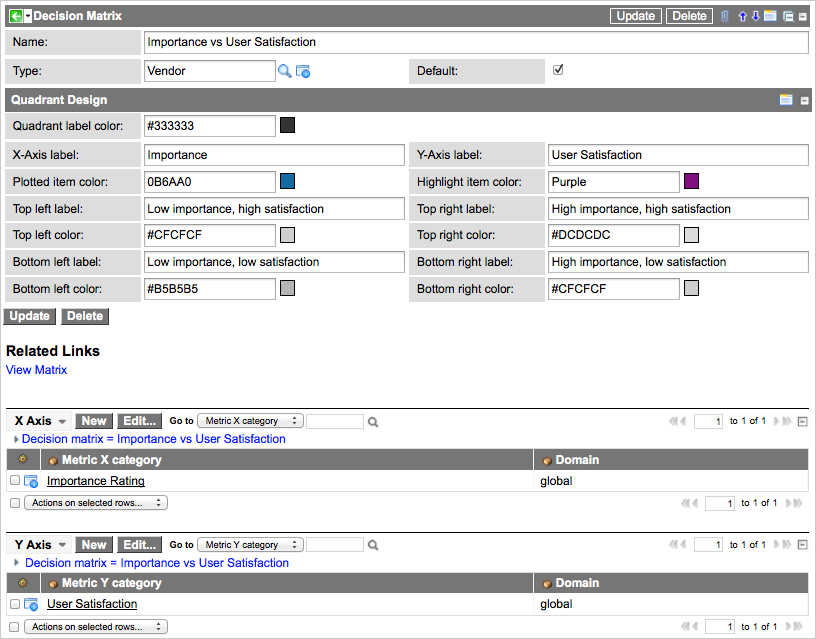 Decision Matrix Update Delete
Name: Importance vs User Satisfaction
Type: Vendor Default:
Quadrant Design
Quadrant label color: #333333
X-Axis label: Importance Y-Axis label: User Satisfaction
Plotted item color: 0B6AA0 Highlight item color: Purple
Top left label: Low importance, high satisfaction Top right label: High importance, high satisfaction
Top left color: #CFCFCF Top right color: #DCDCDC
Bottom left label: Low importance, low satisfaction Bottom right label: High importance, low satisfaction
Bottom left color: #B5B5B5 Bottom right color: #CFCFCF
Update Delete
Related Links
View Matrix
X Axis New Edit... Go to Metric X category 1 to 1 of 1
Decision matrix = Importance vs User Satisfaction
Metric X category Domain
Importance Rating global
Actions on selected rows... 1 to 1 of 1
Y Axis New Edit... Go to Metric Y category 1 to 1 of 1
Decision matrix = Importance vs User Satisfaction
Metric Y category Domain
User Satisfaction global
Actions on selected rows... 1 to 1 of 1